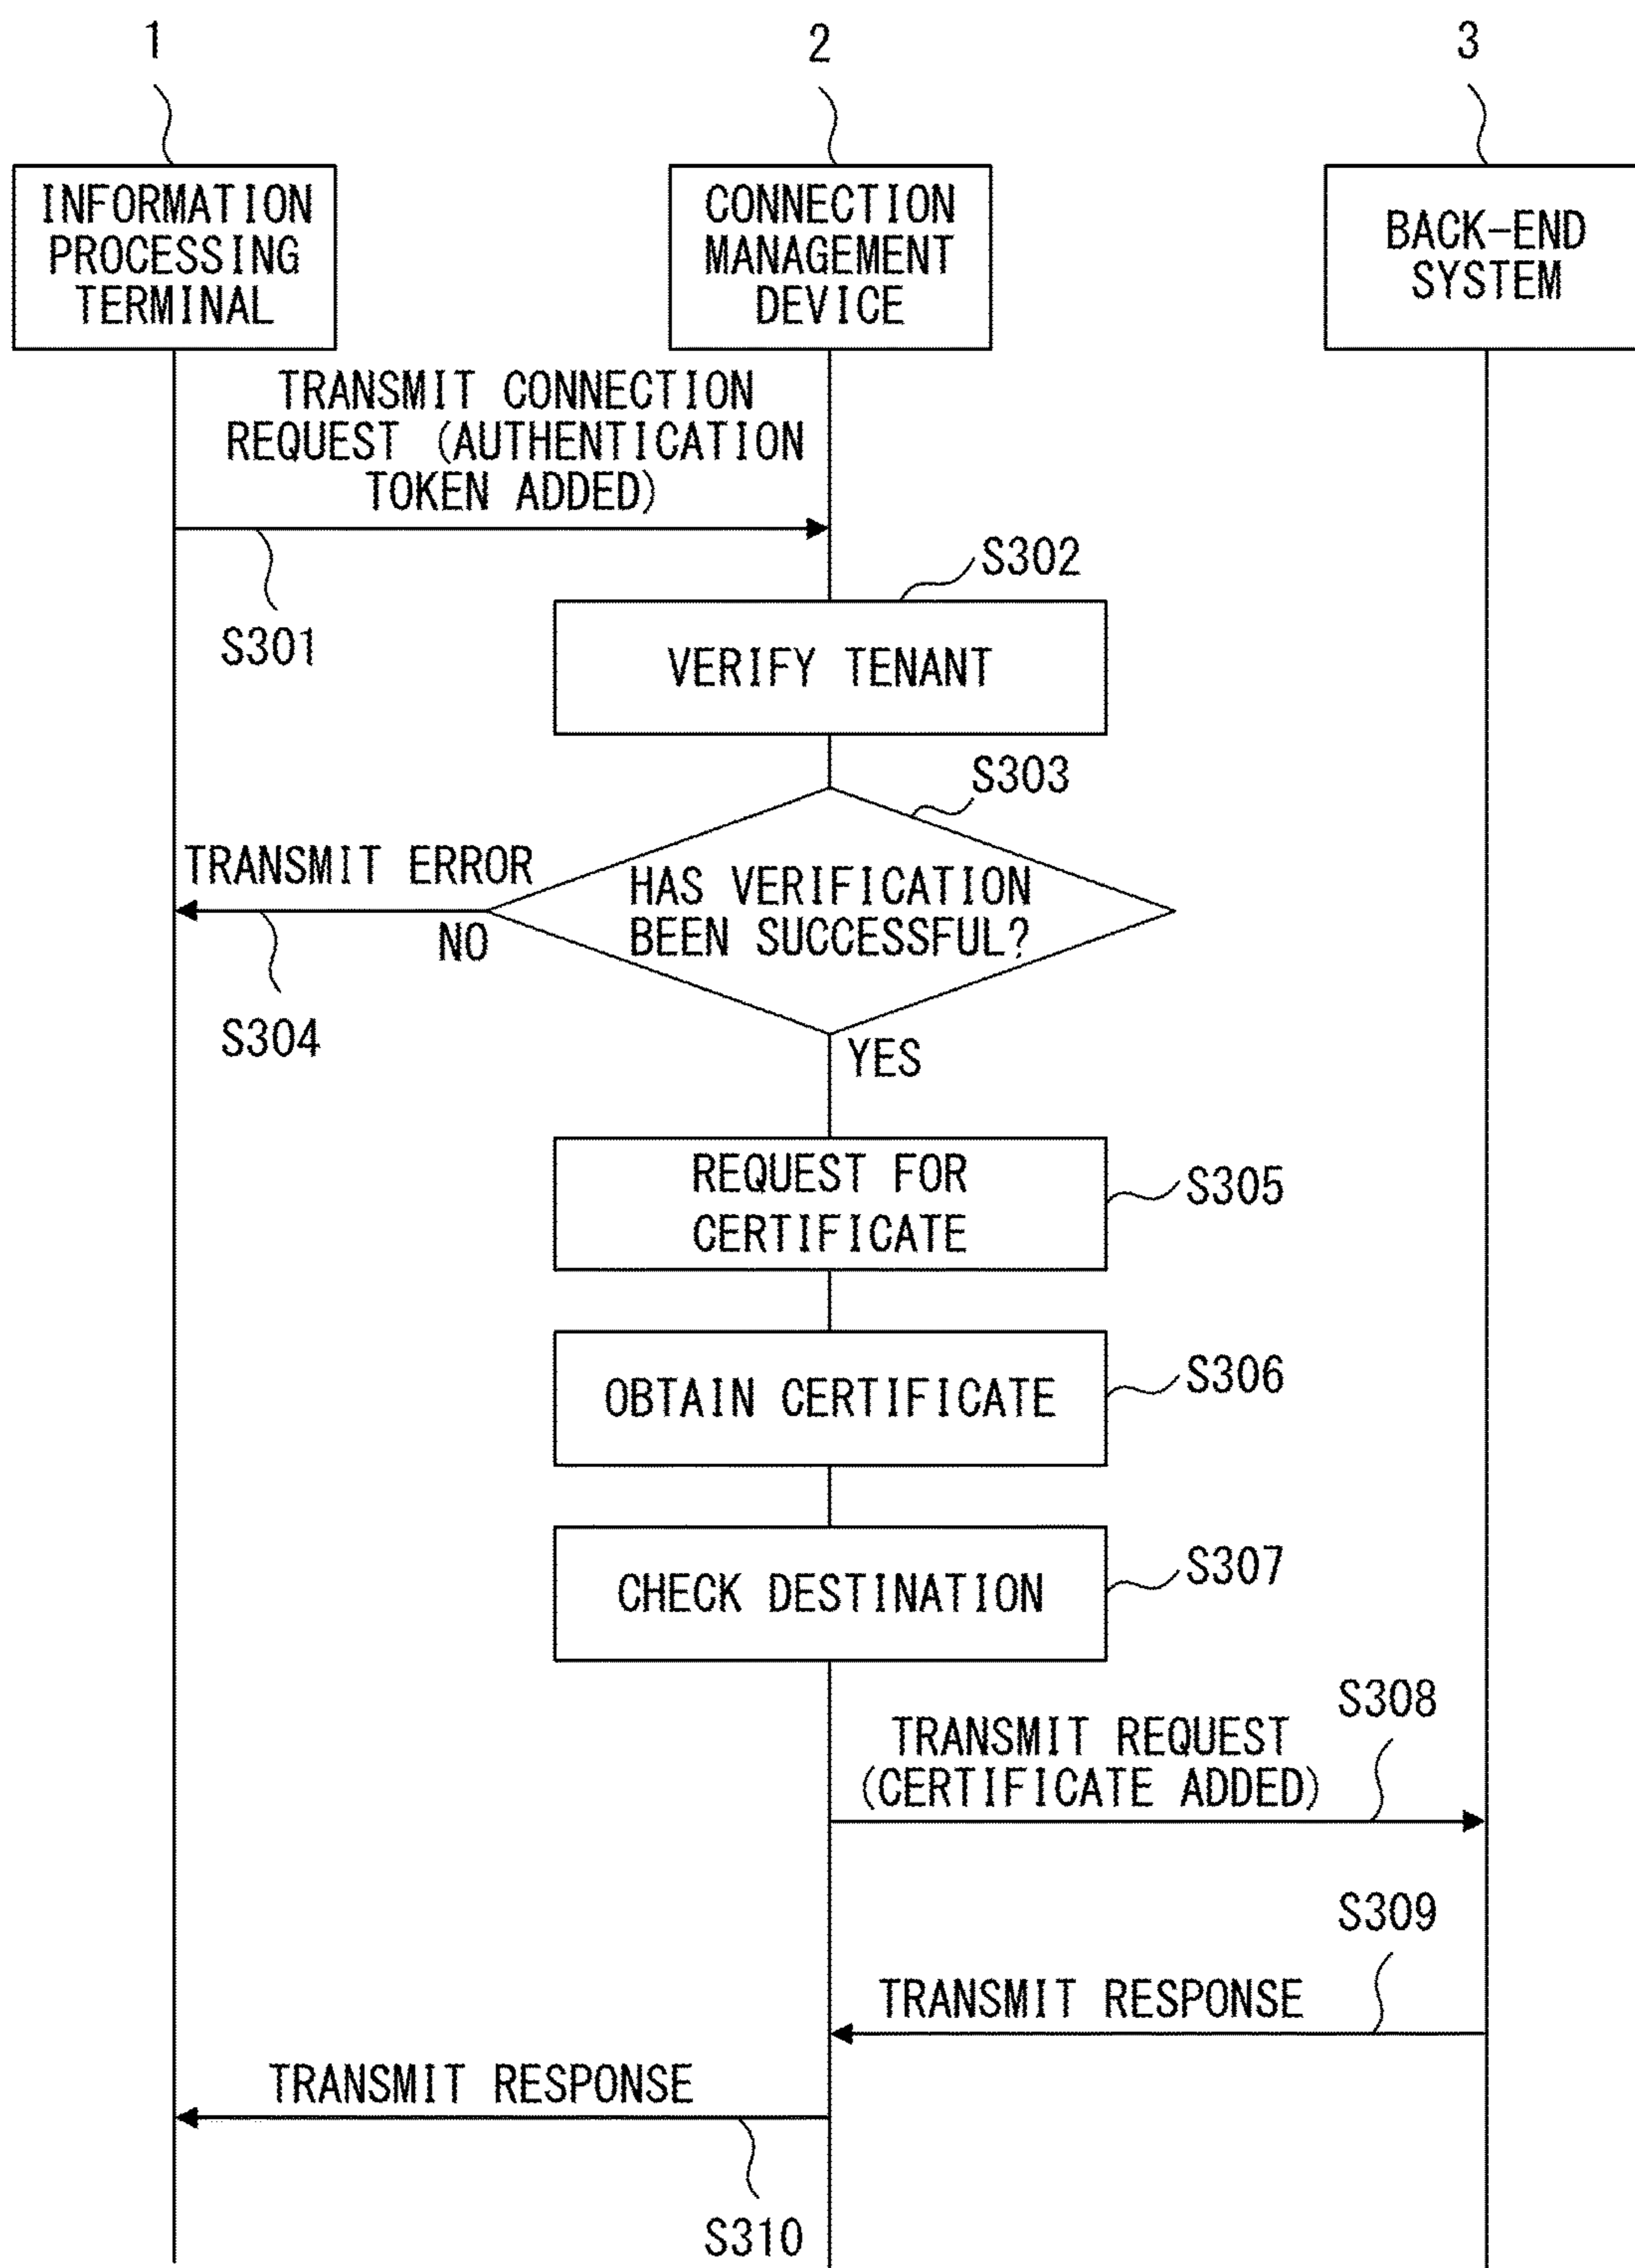 1
2
3
INFORMATION
PROCESSING
TERMINAL
CONNECTION
MANAGEMENT
DEVICE
BACK-END
SYSTEM
TRANSMIT CONNECTION
REQUEST (AUTHENTICATION
TOKEN ADDED)
S301
S302
VERIFY TENANT
S303
TRANSMIT ERROR
NO
S304
HAS VERIFICATION
BEEN SUCCESSFUL?
YES
REQUEST FOR
CERTIFICATE
S305
OBTAIN CERTIFICATE
S306
CHECK DESTINATION
S307
S308
TRANSMIT REQUEST
(CERTIFICATE ADDED)
S309
TRANSMIT RESPONSE
TRANSMIT RESPONSE
S310